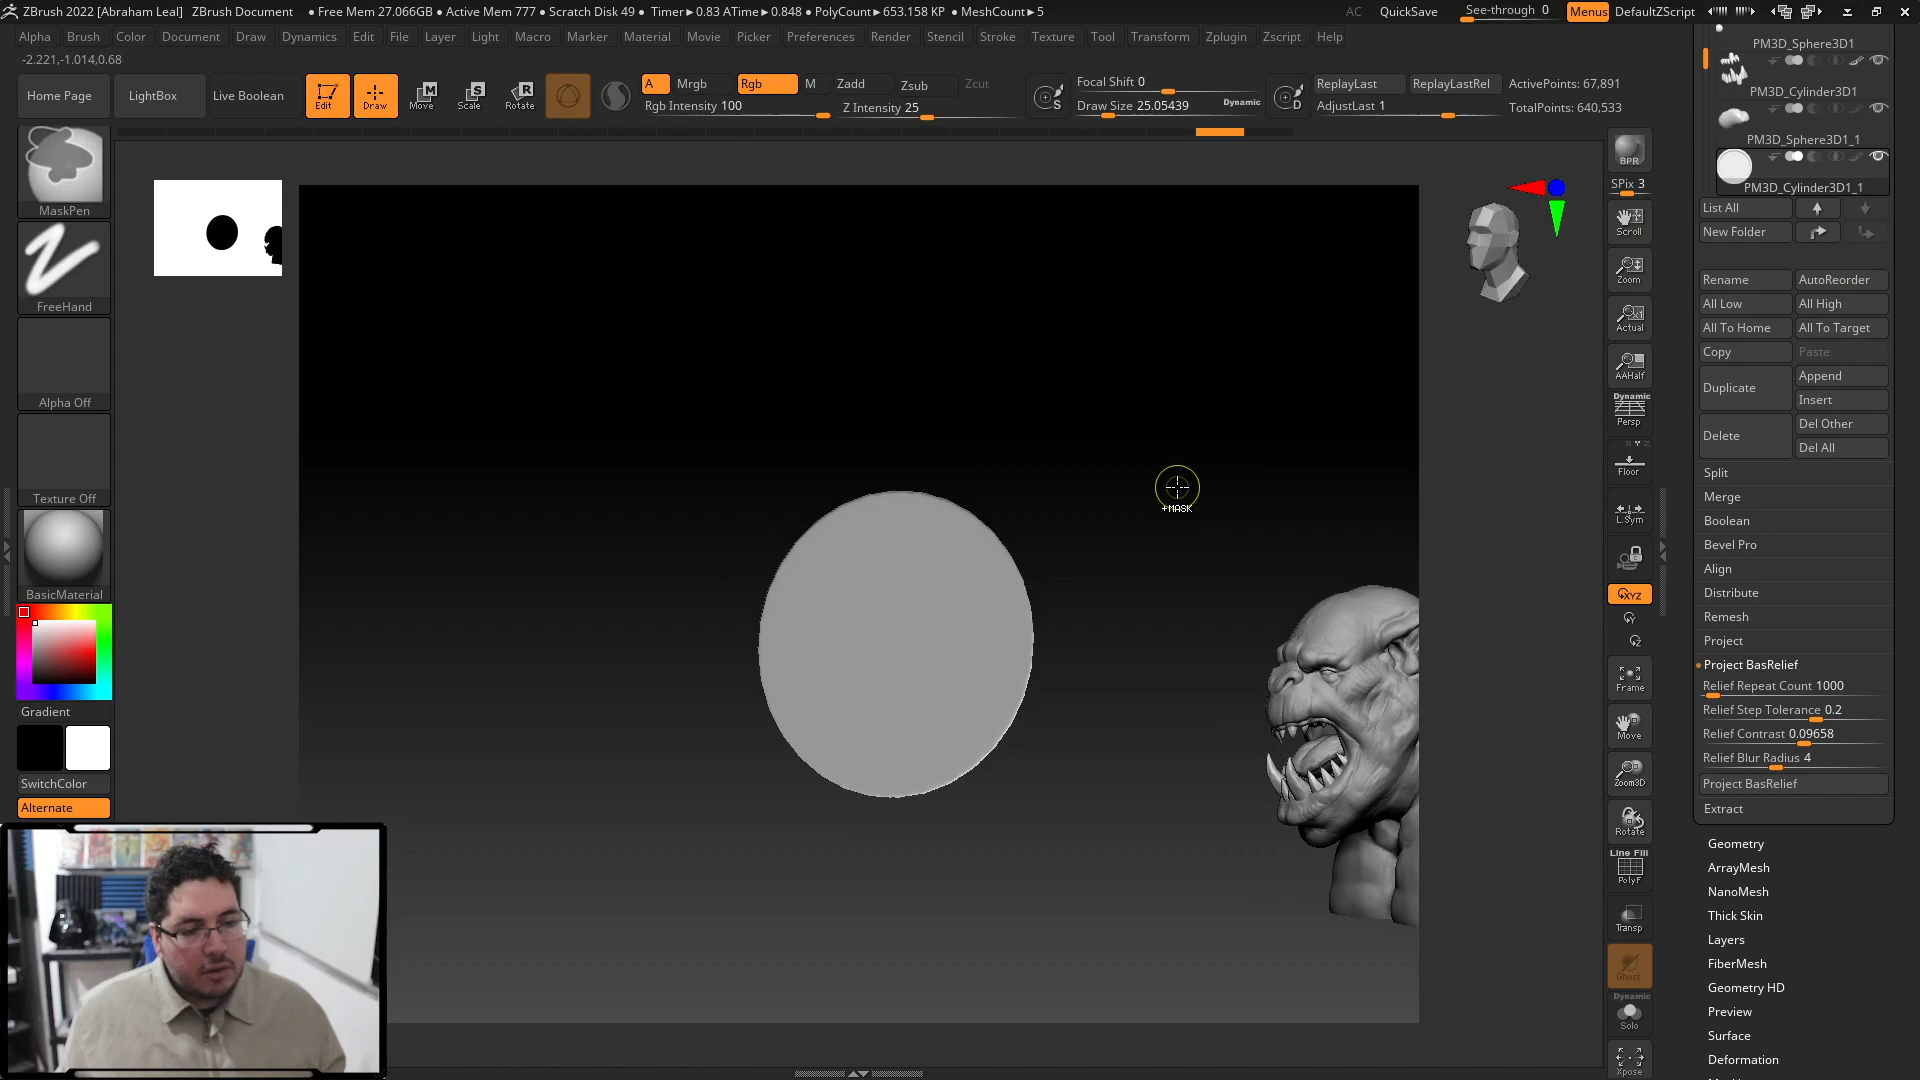 ZBrush 2022 [Abraham Leal] ZBrush Document • Free Mem 27.066GB • Active Mem 777 • Scratch Disk 49 • Timer▸0.83 ATime▸0.848 • PolyCount▸653.158 KP • MeshCount▸5 AC QuickSave See-through 0 Menus DefaultZScript
Alpha Brush Color Document Draw Dynamics Edit File Layer Light Macro Marker Material Movie Picker Preferences Render Stencil Stroke Texture Tool Transform Zplugin Zscript Help
-2.221,-1.014,0.68
Home Page LightBox Live Boolean Edit Draw Move Scale Rotate
A Mrgb Rgb M Zadd Zsub Zcut
Rgb Intensity 100 Z Intensity 25
Focal Shift 0
Draw Size 25.05439 Dynamic
S
D
ReplayLast ReplayLastRel
AdjustLast 1
ActivePoints: 67,891
TotalPoints: 640,533
MaskPen
FreeHand
Alpha Off
Texture Off
BasicMaterial
Gradient
SwitchColor
Alternate
+MASK
BPR
SPix 3
Scroll
Zoom
Actual
AAHalf
Dynamic
Persp
Floor
L.Sym
XYZ
Y
Z
Frame
Move
Zoom3D
Rotate
Line Fill
PolyF
Transp
Ghost
Dynamic
Solo
Xpose
PM3D_Sphere3D1
PM3D_Cylinder3D1
PM3D_Sphere3D1_1
PM3D_Cylinder3D1_1
List All
New Folder
Rename AutoReorder
All Low All High
All To Home All To Target
Copy Paste
Duplicate Append
Insert
Delete Del Other
Del All
Split
Merge
Boolean
Bevel Pro
Align
Distribute
Remesh
Project
Project BasRelief
Relief Repeat Count 1000
Relief Step Tolerance 0.2
Relief Contrast 0.09658
Relief Blur Radius 4
Project BasRelief
Extract
Geometry
ArrayMesh
NanoMesh
Thick Skin
Layers
FiberMesh
Geometry HD
Preview
Surface
Deformation